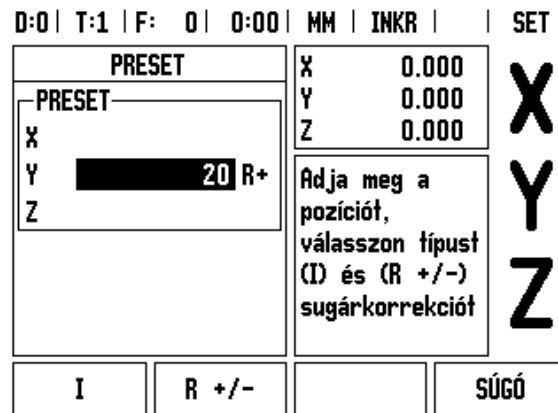 D:0 | T:1 | F: 0 | 0:00 | MM | INKR | | SET
PRESET
PRESET
X
Y 20 R+
Z
X 0.000
Y 0.000
Z 0.000
Adja meg a
pozíciót,
válasszon típust
(I) és (R +/-)
sugárkorrekciót
X
Y
Z
I
R +/-
SÚGÓ